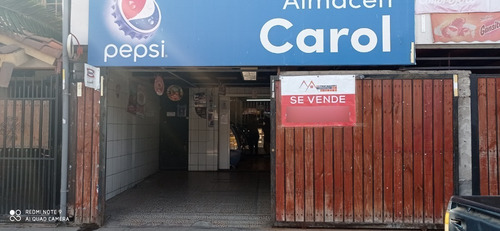 Almacén
Carol
pepsi
SE VENDE
REDMI NOTE 9
AI QUAD CAMERA